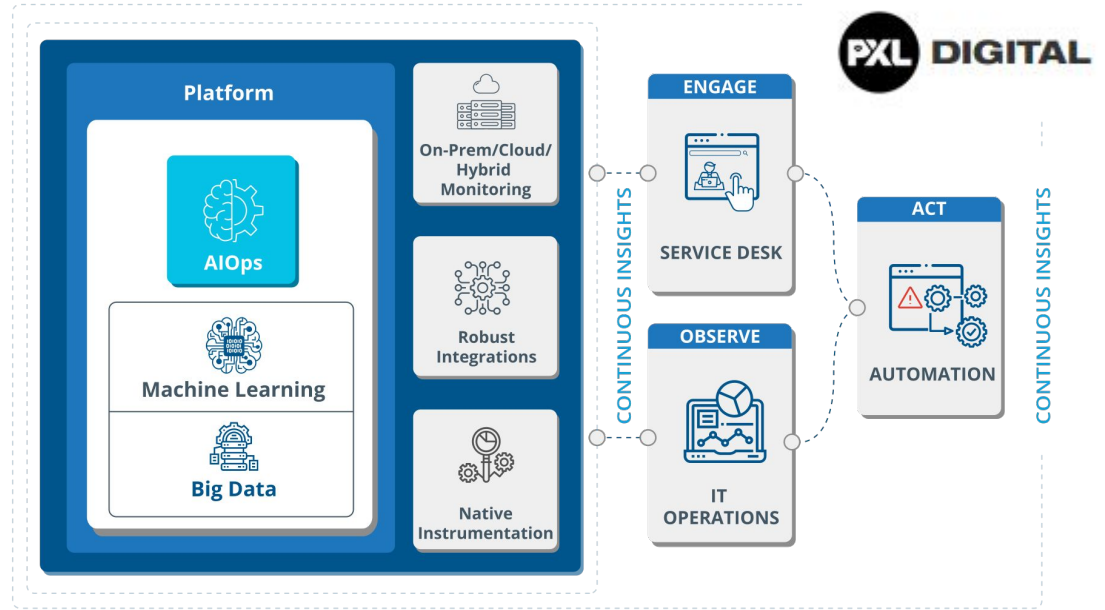 PXL DIGITAL
Platform
AIOps
Machine Learning
Big Data
On-Prem/Cloud/
Hybrid
Monitoring
Robust
Integrations
Native
Instrumentation
CONTINUOUS INSIGHTS
ENGAGE
SERVICE DESK
OBSERVE
IT
OPERATIONS
ACT
AUTOMATION
CONTINUOUS INSIGHTS